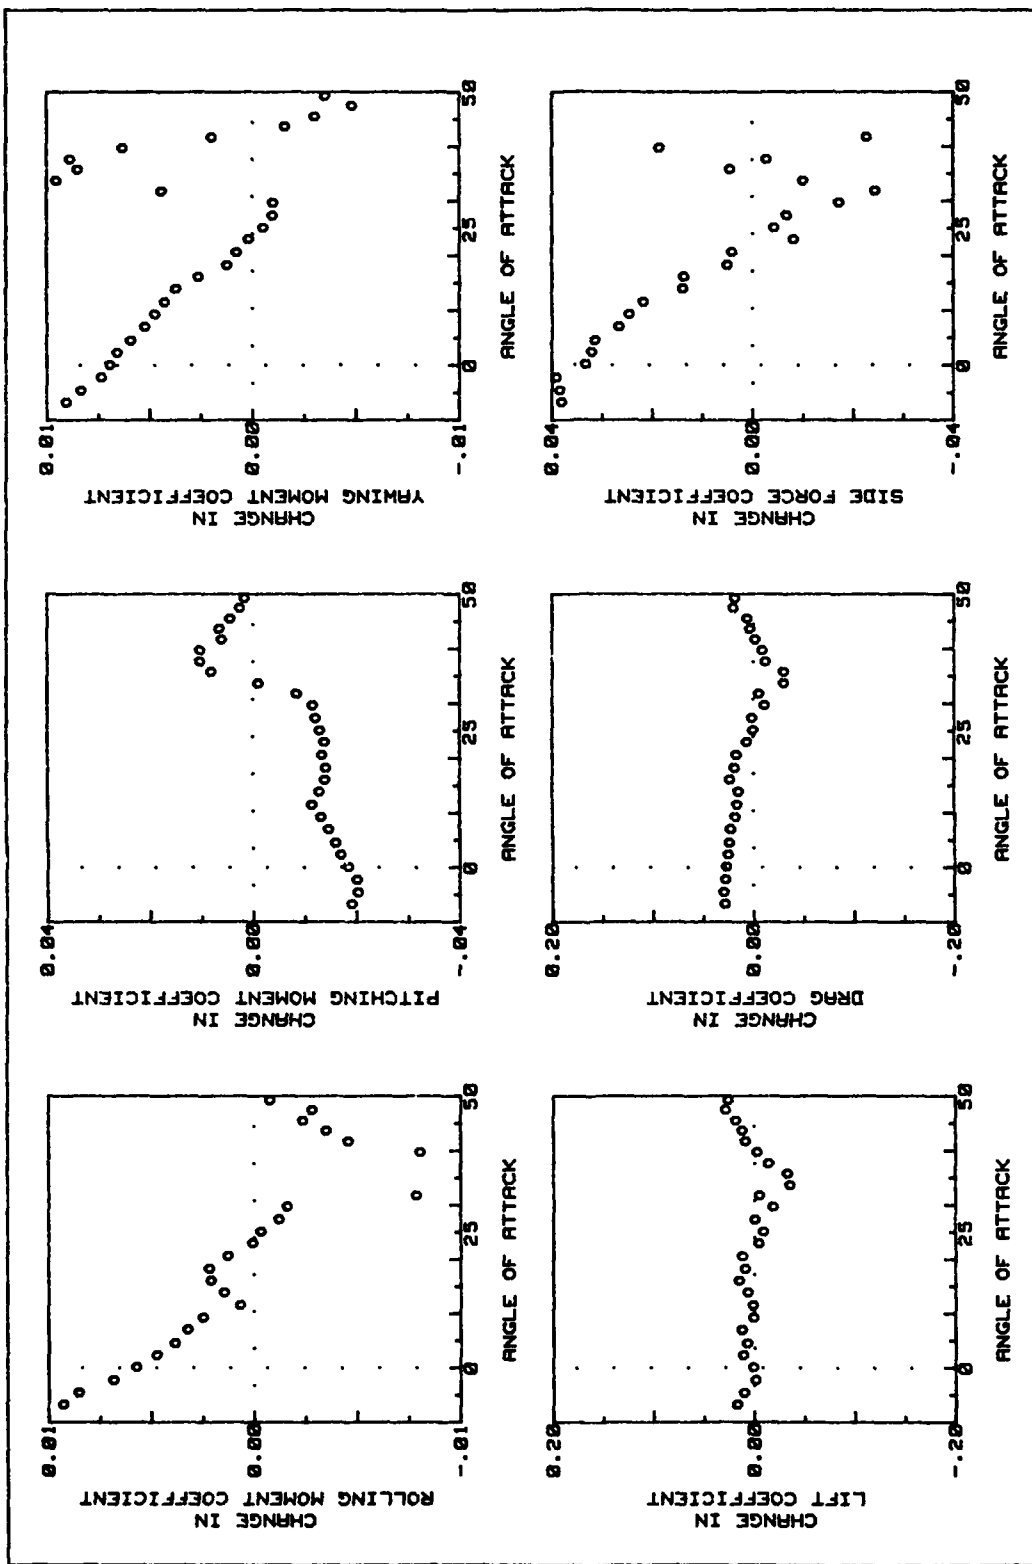 CHANGE IN
ROLLING MOMENT COEFFICIENT
0.01
0.00
-.01
0
25
50
ANGLE OF ATTACK
CHANGE IN
PITCHING MOMENT COEFFICIENT
0.04
0.00
-.04
0
25
50
ANGLE OF ATTACK
CHANGE IN
YAWING MOMENT COEFFICIENT
0.01
0.00
-.01
0
25
50
ANGLE OF ATTACK
CHANGE IN
LIFT COEFFICIENT
0.20
0.00
-.20
0
25
50
ANGLE OF ATTACK
CHANGE IN
DRAG COEFFICIENT
0.20
0.00
-.20
0
25
50
ANGLE OF ATTACK
CHANGE IN
SIDE FORCE COEFFICIENT
0.04
0.00
-.04
0
25
50
ANGLE OF ATTACK